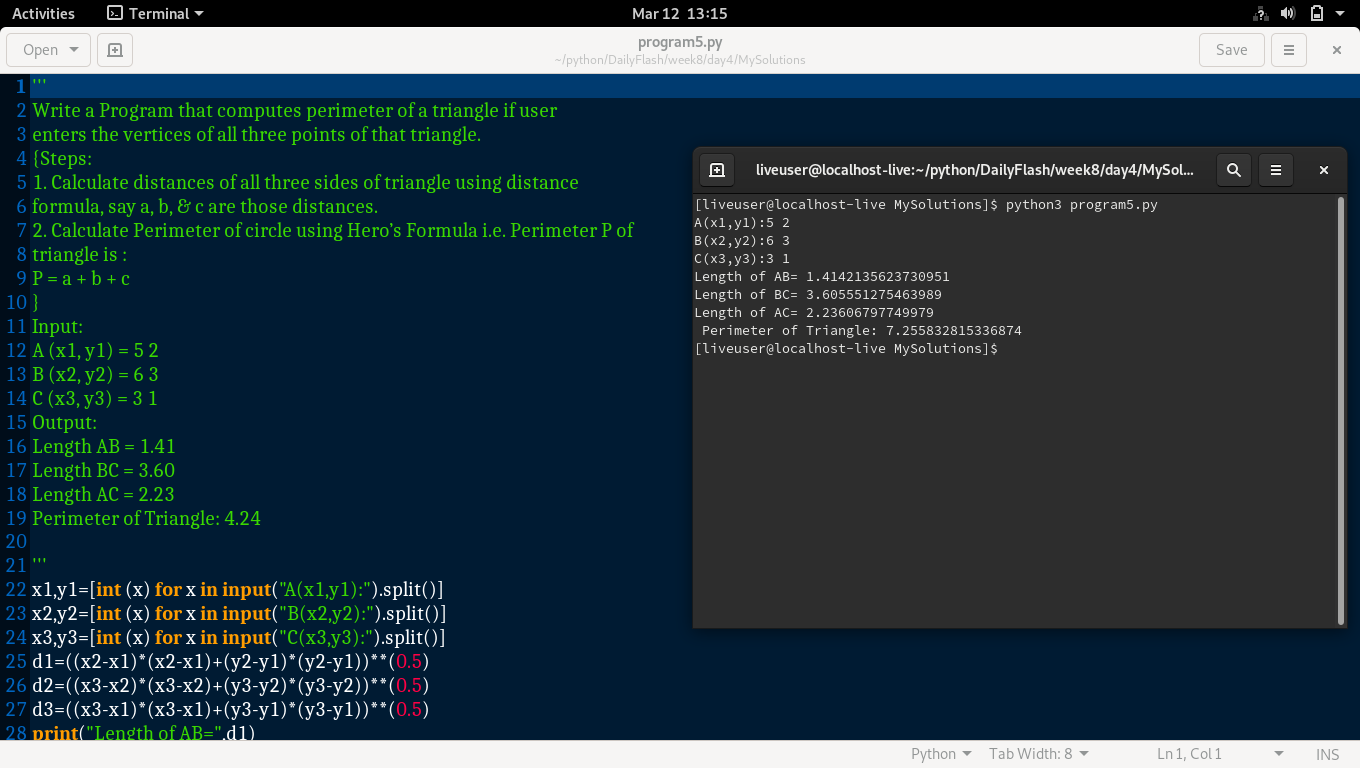 Activities
Terminal
Mar 12 13:15
Open
program5.py
~/python/DailyFlash/week8/day4/MySolutions
Save
1 '''
2 Write a Program that computes perimeter of a triangle if user
3 enters the vertices of all three points of that triangle.
4 {Steps:
5 1. Calculate distances of all three sides of triangle using distance
6 formula, say a, b, & c are those distances.
7 2. Calculate Perimeter of circle using Hero's Formula i.e. Perimeter P of
8 triangle is :
9 P = a + b + c
10 }
11 Input:
12 A (x1, y1) = 5 2
13 B (x2, y2) = 6 3
14 C (x3, y3) = 3 1
15 Output:
16 Length AB = 1.41
17 Length BC = 3.60
18 Length AC = 2.23
19 Perimeter of Triangle: 4.24
20
21 '''
22 x1,y1=[int (x) for x in input("A(x1,y1):").split()]
23 x2,y2=[int (x) for x in input("B(x2,y2):").split()]
24 x3,y3=[int (x) for x in input("C(x3,y3):").split()]
25 d1=((x2-x1)*(x2-x1)+(y2-y1)*(y2-y1))**(0.5)
26 d2=((x3-x2)*(x3-x2)+(y3-y2)*(y3-y2))**(0.5)
27 d3=((x3-x1)*(x3-x1)+(y3-y1)*(y3-y1))**(0.5)
28 print("Length of AB=",d1)
liveuser@localhost-live:~/python/DailyFlash/week8/day4/MySol...
[liveuser@localhost-live MySolutions]$ python3 program5.py
A(x1,y1):5 2
B(x2,y2):6 3
C(x3,y3):3 1
Length of AB= 1.4142135623730951
Length of BC= 3.605551275463989
Length of AC= 2.23606797749979
 Perimeter of Triangle: 7.255832815336874
[liveuser@localhost-live MySolutions]$
Python
Tab Width: 8
Ln 1, Col 1
INS